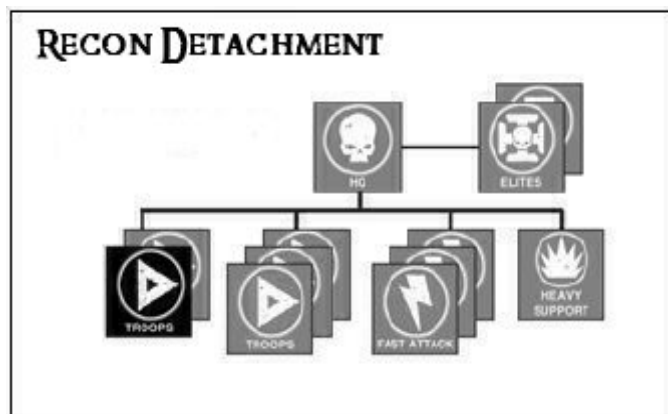 RECON DETACHMENT
HQ
ELITES
TROOPS
TROOPS
FAST ATTACK
HEAVY
SUPPORT